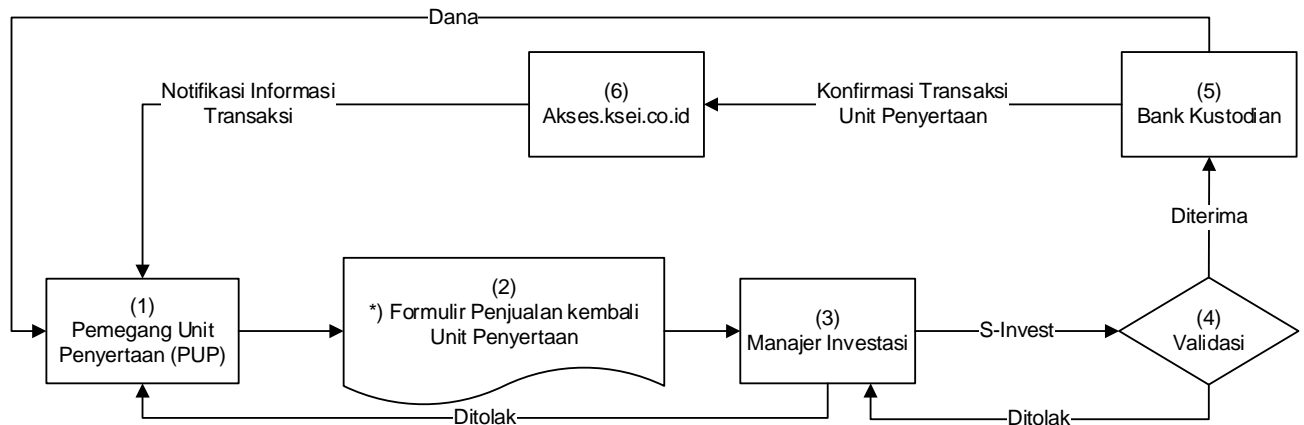 Dana
Notifikasi Informasi
Transaksi
(6)
Akses.ksei.co.id
Konfirmasi Transaksi
Unit Penyertaan
(5)
Bank Kustodian
Diterima
(1)
Pemegang Unit
Penyertaan (PUP)
(2)
*) Formulir Penjualan kembali
Unit Penyertaan
(3)
Manajer Investasi
S-Invest
(4)
Validasi
Ditolak
Ditolak